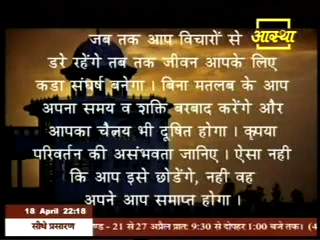 आस्था
जब तक आप विचारों से
डरे रहेंगे तब तक जीवन आपके लिए
कडा संघर्ष बनेगा । बिना मतलब के आप
अपना समय व शक्ति बरबाद करेंगे और
आपका चैतन्य भी दूषित होगा । कृपया
परिवर्तन की असंभवता जानिए । ऐसा नही
कि आप इसे छोडेंगे, नही वह
अपने आप समाप्त होगा ।
18 April 22:18
सीधे प्रसारण ण्ड - 21 से 27 अप्रैल प्रात: 9:30 से दोपहर 1:00 बजे तक । (4